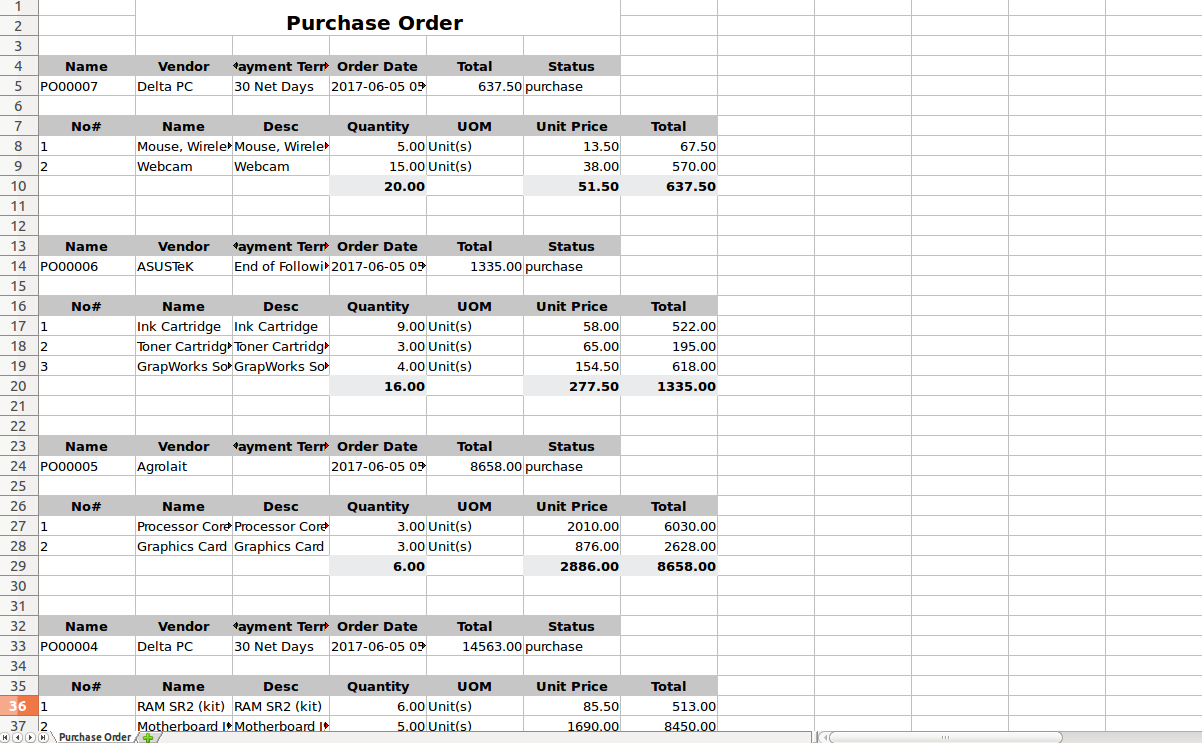 1
2 Purchase Order
3
4 Name Vendor ayment Terr Order Date Total Status
5 PO00007 Delta PC 30 Net Days 2017-06-05 05 637.50 purchase
6
7 No# Name Desc Quantity UOM Unit Price Total
8 1 Mouse, Wirele Mouse, Wirele 5.00 Unit(s) 13.50 67.50
9 2 Webcam Webcam 15.00 Unit(s) 38.00 570.00
10 20.00 51.50 637.50
11
12
13 Name Vendor ayment Terr Order Date Total Status
14 PO00006 ASUSTeK End of Followi 2017-06-05 05 1335.00 purchase
15
16 No# Name Desc Quantity UOM Unit Price Total
17 1 Ink Cartridge Ink Cartridge 9.00 Unit(s) 58.00 522.00
18 2 Toner Cartridg Toner Cartridg 3.00 Unit(s) 65.00 195.00
19 3 GrapWorks So GrapWorks So 4.00 Unit(s) 154.50 618.00
20 16.00 277.50 1335.00
21
22
23 Name Vendor ayment Terr Order Date Total Status
24 PO00005 Agrolait 2017-06-05 05 8658.00 purchase
25
26 No# Name Desc Quantity UOM Unit Price Total
27 1 Processor Core Processor Core 3.00 Unit(s) 2010.00 6030.00
28 2 Graphics Card Graphics Card 3.00 Unit(s) 876.00 2628.00
29 6.00 2886.00 8658.00
30
31
32 Name Vendor ayment Terr Order Date Total Status
33 PO00004 Delta PC 30 Net Days 2017-06-05 05 14563.00 purchase
34
35 No# Name Desc Quantity UOM Unit Price Total
36 1 RAM SR2 (kit) RAM SR2 (kit) 6.00 Unit(s) 85.50 513.00
37 2 Motherboard I Motherboard I 5.00 Unit(s) 1690.00 8450.00
Purchase Order